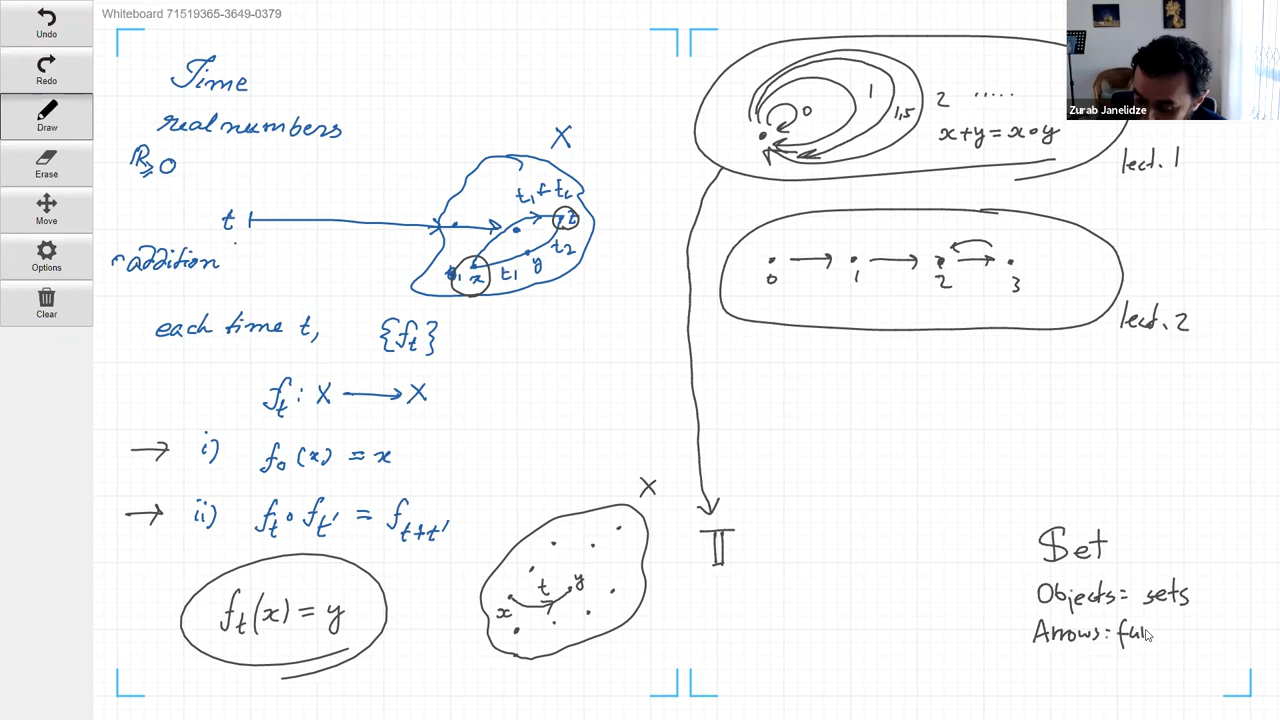 Whiteboard 71519365-3649-0379
Undo
Redo
Draw
Erase
Move
Options
Clear
Time
real numbers
ℝ≥0
X
t
t₁+t₂
z
t₂
y
t₁
x
addition
each time t, {fₜ}
fₜ : X → X
→ i) f₀(x) = x
→ ii) fₜ ∘ fₜ' = fₜ₊ₜ'
fₜ(x) = y
X
t
y
x
0 1 1,5 2 .....
x+y = x∘y
lect. 1
0 → 1 → 2 → 3
lect. 2
Set
Objects = sets
Arrows: fun
Zurab Janelidze